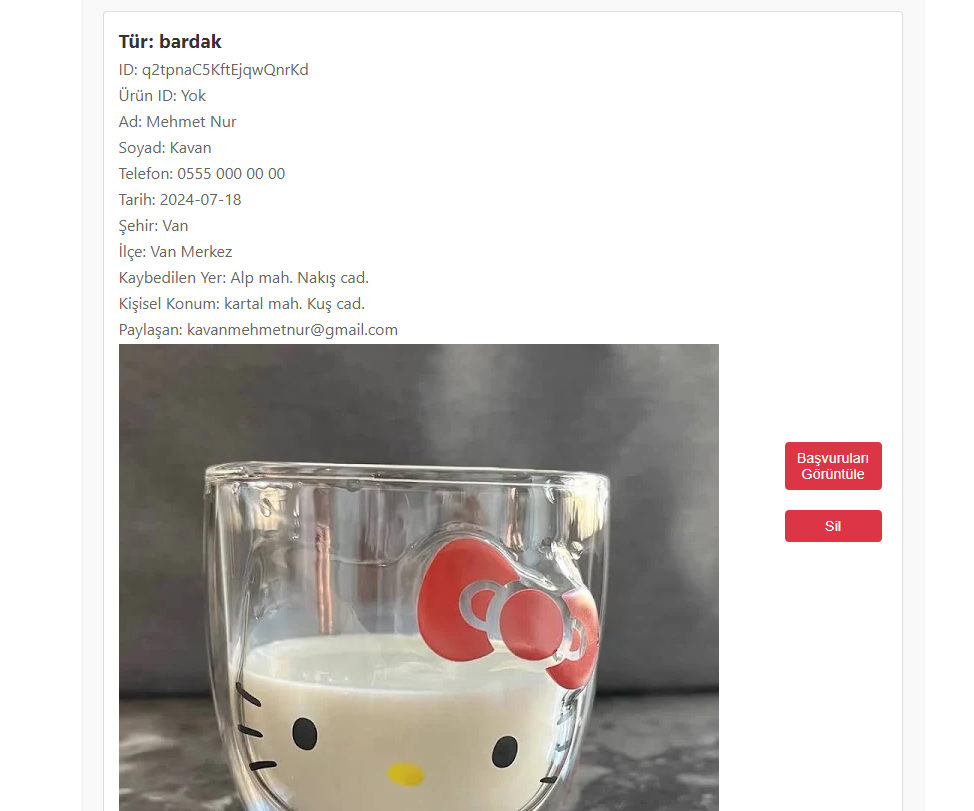 Tür: bardak
ID: q2tpnaC5KftEjqwQnrKd
Ürün ID: Yok
Ad: Mehmet Nur
Soyad: Kavan
Telefon: 0555 000 00 00
Tarih: 2024-07-18
Şehir: Van
İlçe: Van Merkez
Kaybedilen Yer: Alp mah. Nakış cad.
Kişisel Konum: kartal mah. Kuş cad.
Paylaşan: kavanmehmetnur@gmail.com
Başvuruları
Görüntüle
Sil